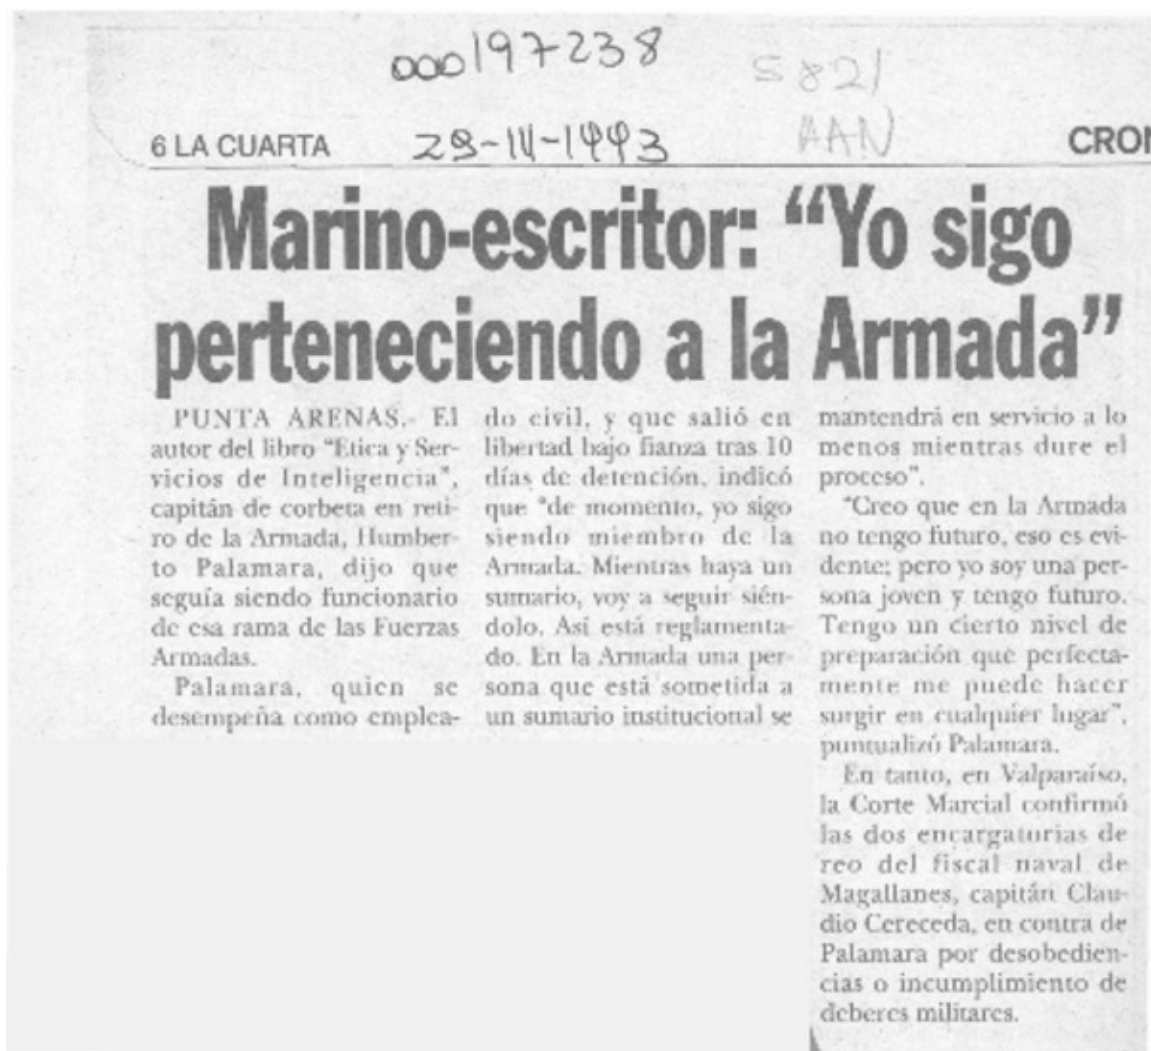 000197238
S 821
AAN
6 LA CUARTA
29-III-1993
CRON
Marino-escritor: “Yo sigo
perteneciendo a la Armada”
PUNTA ARENAS.- El
autor del libro "Etica y Ser-
vicios de Inteligencia",
capitán de corbeta en reti-
ro de la Armada, Humber-
to Palamara, dijo que
seguía siendo funcionario
de esa rama de las Fuerzas
Armadas.
Palamara, quien se
desempeña como emplea-
do civil, y que salió en
libertad bajo fianza tras 10
días de detención, indicó
que "de momento, yo sigo
siendo miembro de la
Armada. Mientras haya un
sumario, voy a seguir sién-
dolo. Así está reglamenta-
do. En la Armada una per-
sona que está sometida a
un sumario institucional se
mantendrá en servicio a lo
menos mientras dure el
proceso".
"Creo que en la Armada
no tengo futuro, eso es evi-
dente; pero yo soy una per-
sona joven y tengo futuro.
Tengo un cierto nivel de
preparación que perfecta-
mente me puede hacer
surgir en cualquier lugar",
puntualizó Palamara.
En tanto, en Valparaíso,
la Corte Marcial confirmó
las dos encargatorias de
reo del fiscal naval de
Magallanes, capitán Clau-
dio Cereceda, en contra de
Palamara por desobedien-
cias o incumplimiento de
deberes militares.